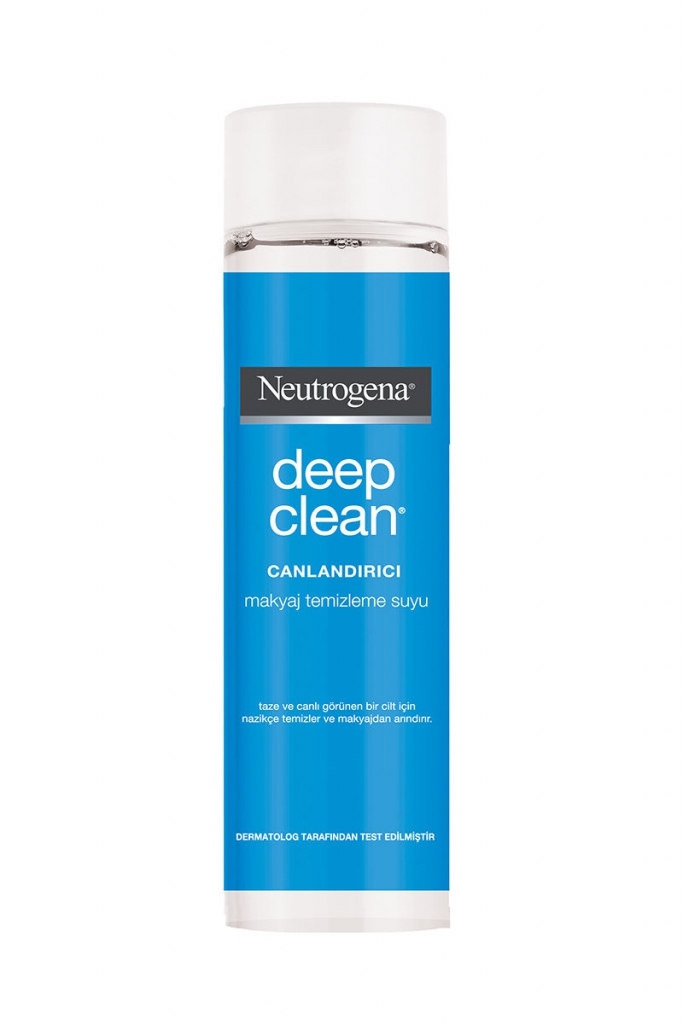 Neutrogena®
deep
clean®
CANLANDIRICI
makyaj temizleme suyu
taze ve canlı görünen bir cilt için
nazikçe temizler ve makyajdan arındırır.
DERMATOLOG TARAFINDAN TEST EDİLMİŞTİR